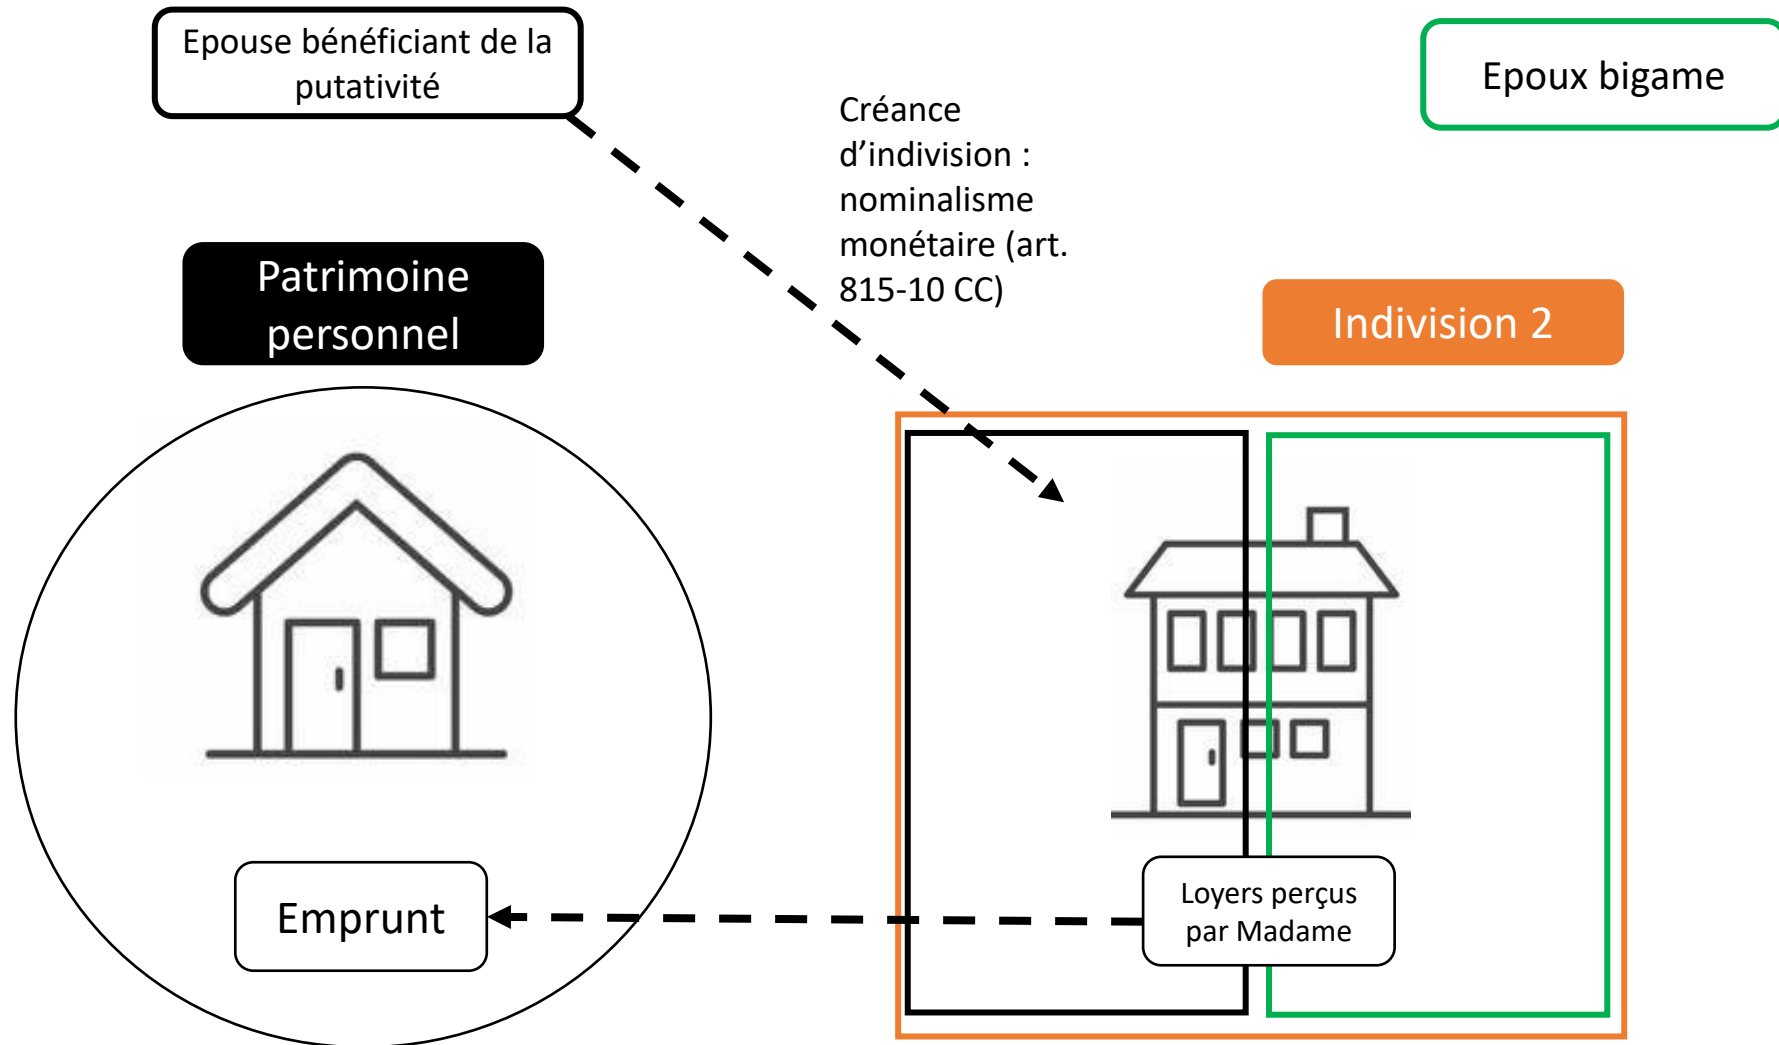 Epouse bénéficiant de la
putativité
Epoux bigame
Créance
d’indivision :
nominalisme
monétaire (art.
815-10 CC)
Patrimoine
personnel
Indivision 2
Emprunt
Loyers perçus
par Madame